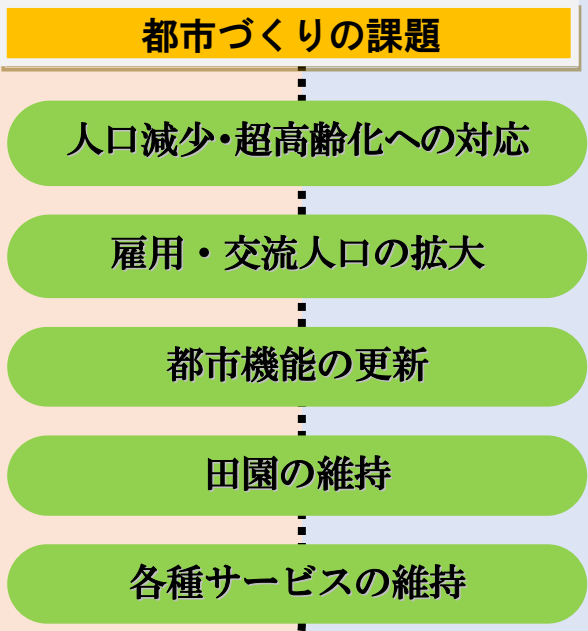 都市づくりの課題
人口減少・超高齢化への対応
雇用・交流人口の拡大
都市機能の更新
田園の維持
各種サービスの維持